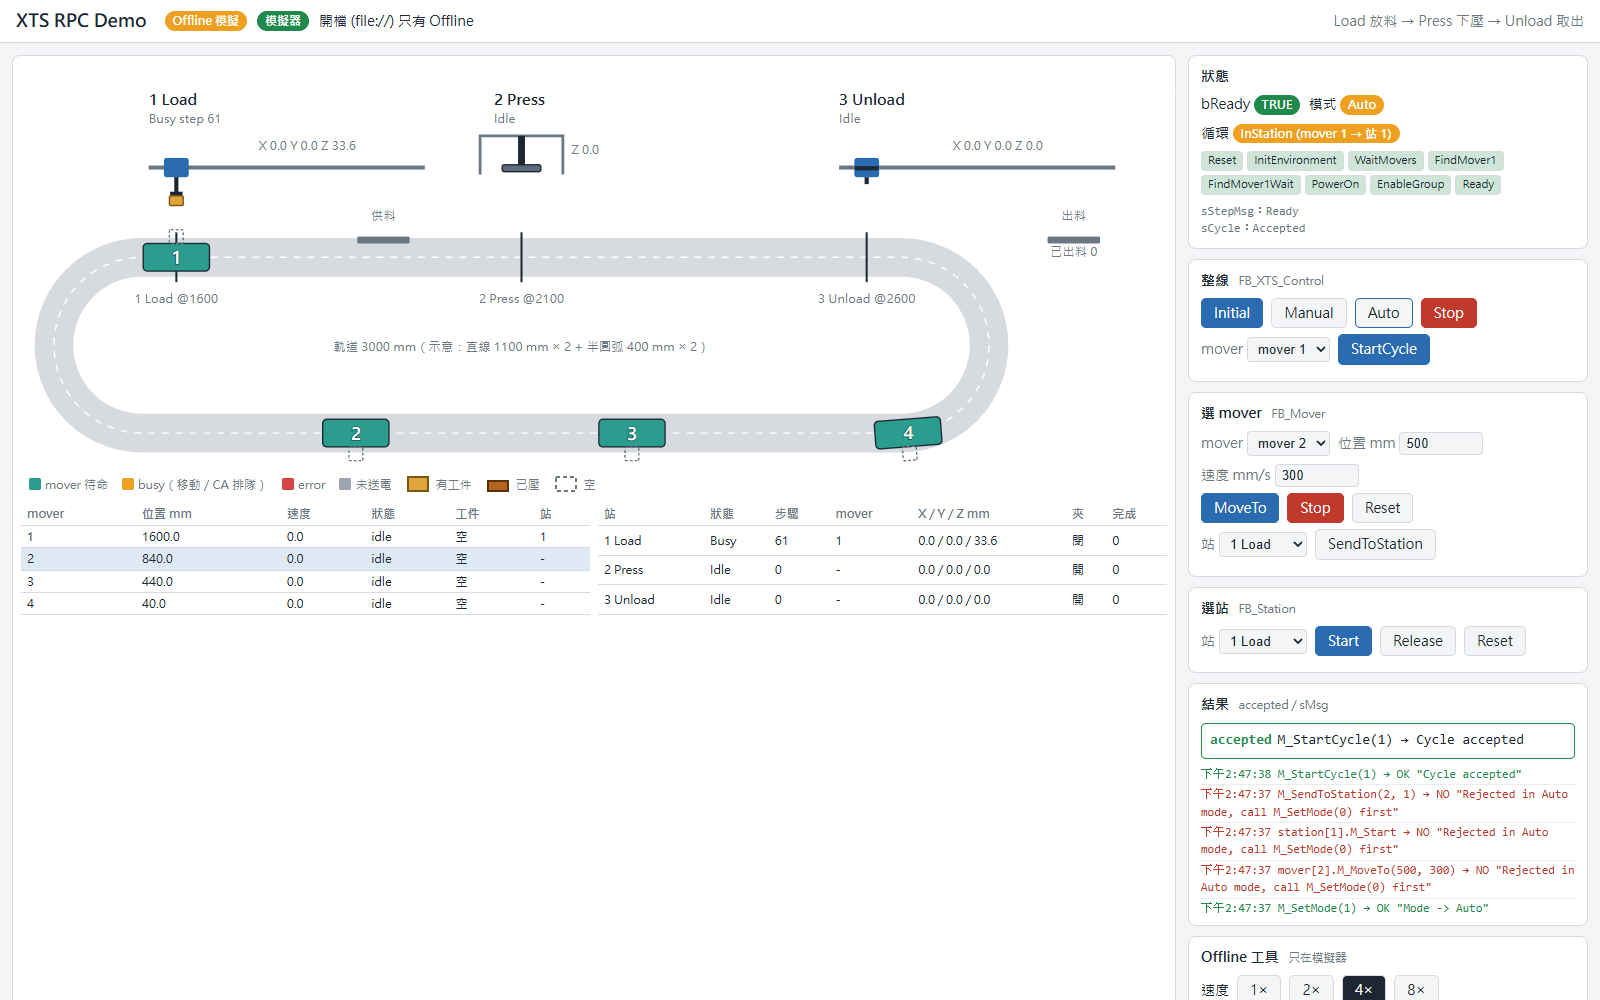 XTS RPC Demo Offline 模擬 模擬器 開檔 (file://) 只有 Offline
Load 放料 → Press 下壓 → Unload 取出
1 Load
Busy step 61
X 0.0 Y 0.0 Z 33.6
2 Press
Idle
Z 0.0
3 Unload
Idle
X 0.0 Y 0.0 Z 0.0
供料
出料
已出料 0
1
1 Load @1600
2 Press @2100
3 Unload @2600
軌道 3000 mm（示意：直線 1100 mm × 2 + 半圓弧 400 mm × 2）
2
3
4
mover 待命 busy（移動 / CA 排隊） error 未送電 有工件 已壓 空
mover 位置 mm 速度 狀態 工件 站
1 1600.0 0.0 idle 空 1
2 840.0 0.0 idle 空 -
3 440.0 0.0 idle 空 -
4 40.0 0.0 idle 空 -
站 狀態 步驟 mover X / Y / Z mm 夾 完成
1 Load Busy 61 1 0.0 / 0.0 / 33.6 閉 0
2 Press Idle 0 - 0.0 / 0.0 / 0.0 開 0
3 Unload Idle 0 - 0.0 / 0.0 / 0.0 開 0
狀態
bReady TRUE 模式 Auto
循環 InStation (mover 1 → 站 1)
Reset InitEnvironment WaitMovers FindMover1
FindMover1Wait PowerOn EnableGroup Ready
sStepMsg：Ready
sCycle：Accepted
整線 FB_XTS_Control
Initial Manual Auto Stop
mover mover 1 StartCycle
選 mover FB_Mover
mover mover 2 位置 mm 500
速度 mm/s 300
MoveTo Stop Reset
站 1 Load SendToStation
選站 FB_Station
站 1 Load Start Release Reset
結果 accepted / sMsg
accepted M_StartCycle(1) → Cycle accepted
下午2:47:38 M_StartCycle(1) → OK "Cycle accepted"
下午2:47:37 M_SendToStation(2, 1) → NO "Rejected in Auto
mode, call M_SetMode(0) first"
下午2:47:37 station[1].M_Start → NO "Rejected in Auto
mode, call M_SetMode(0) first"
下午2:47:37 mover[2].M_MoveTo(500, 300) → NO "Rejected in
Auto mode, call M_SetMode(0) first"
下午2:47:37 M_SetMode(1) → OK "Mode -> Auto"
Offline 工具 只在模擬器
速度 1× 2× 4× 8×